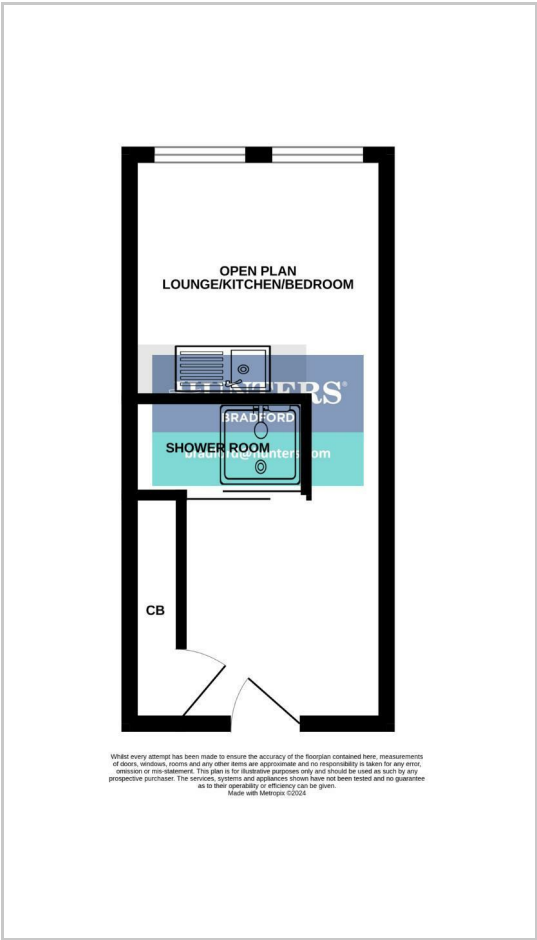 OPEN PLAN
LOUNGE/KITCHEN/BEDROOM
HUNTERS®
BRADFORD
SHOWER ROOM
bradford@hunters.com
CB
Whilst every attempt has been made to ensure the accuracy of the floorplan contained here, measurements
of doors, windows, rooms and any other items are approximate and no responsibility is taken for any error,
omission or mis-statement. This plan is for illustrative purposes only and should be used as such by any
prospective purchaser. The services, systems and appliances shown have not been tested and no guarantee
as to their operability or efficiency can be given.
Made with Metropix ©2024